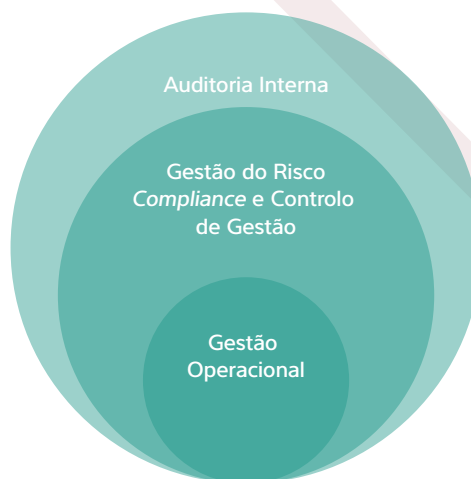 Auditoria Interna
Gestão do Risco
Compliance e Controlo
de Gestão
Gestão
Operacional